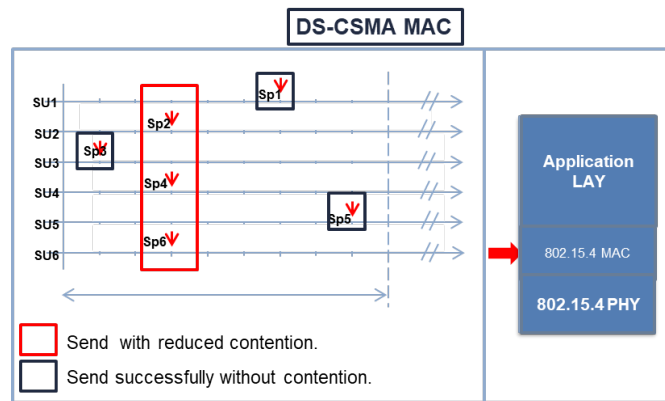 DS-CSMA MAC
Sp1
SU1
Sp2
SU2
Sp3
SU3
Sp4
SU4
SU5
Sp5
Sp6
SU6
Send with reduced contention.
Send successfully without contention.
Application
LAY
802.15.4 MAC
802.15.4 PHY